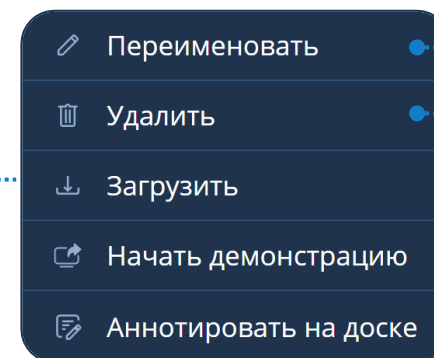 Переименовать
Удалить
Загрузить
Начать демонстрацию
Аннотировать на доске